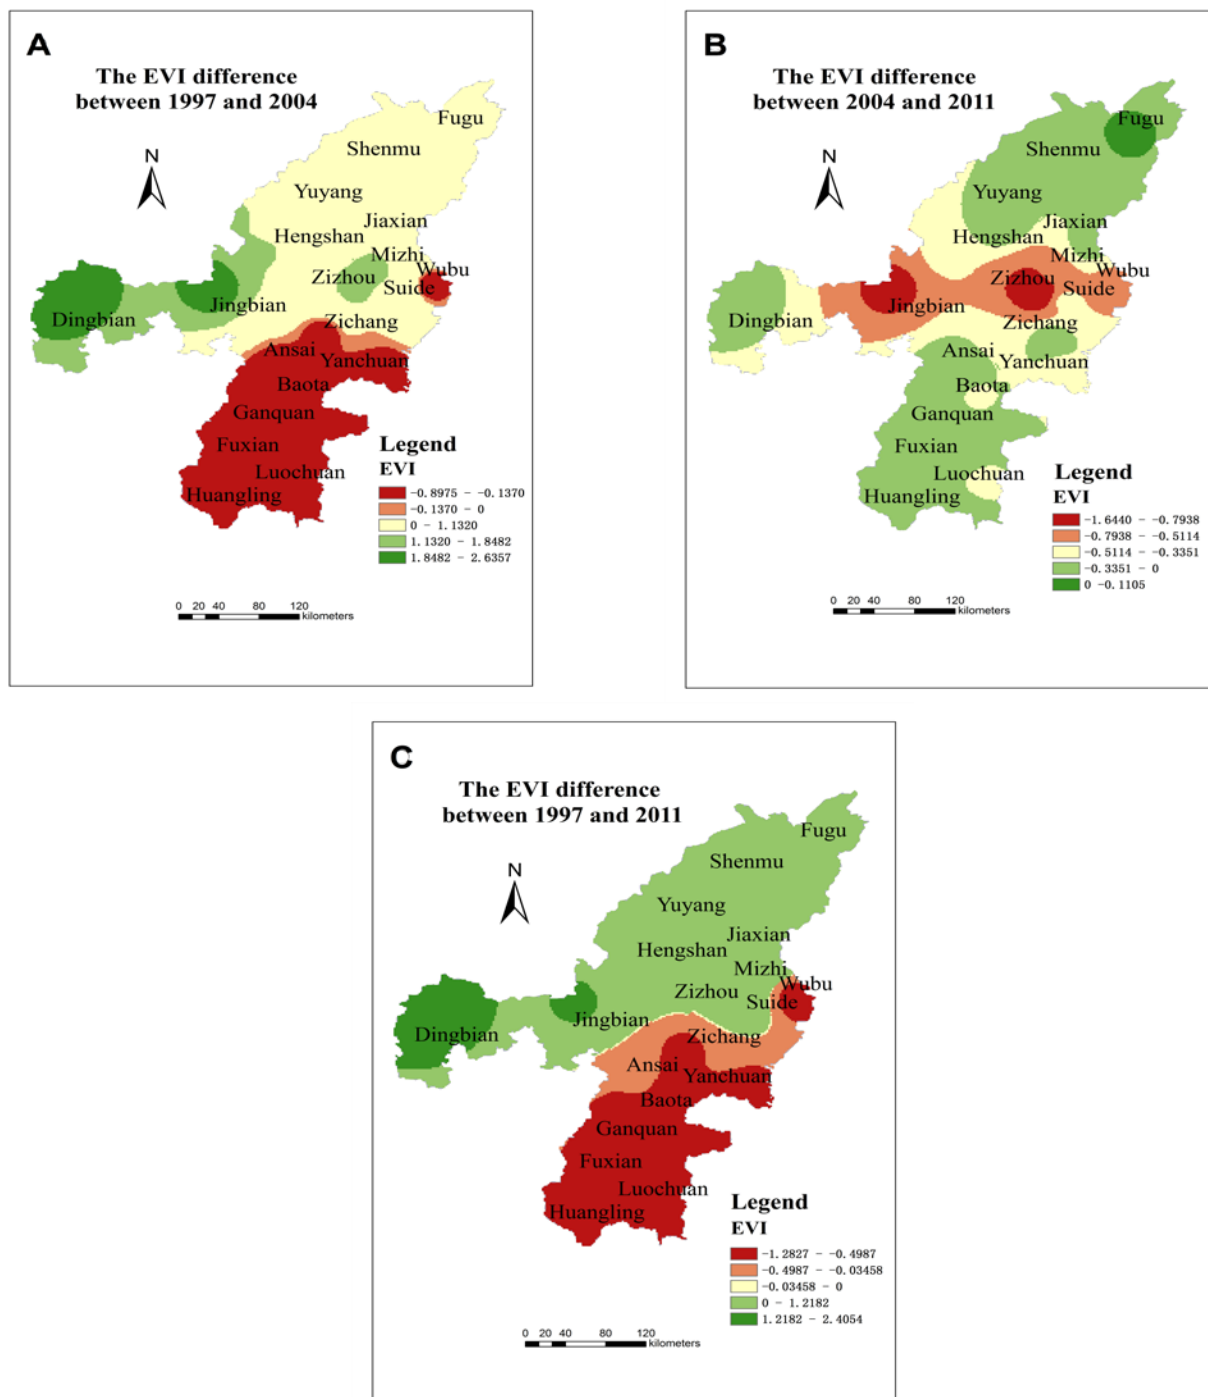 A
The EVI difference
between 1997 and 2004
N
Fugu
Shenmu
Yuyang
Jiaxian
Hengshan
Mizhi
Wubu
Zizhou
Suide
Jingbian
Dingbian
Zichang
Ansai
Yanchuan
Baota
Ganquan
Fuxian
Luochuan
Huangling
Legend
EVI
-0.8975 - -0.1370
-0.1370 - 0
0 - 1.1320
1.1320 - 1.8482
1.8482 - 2.6357
0 20 40 80 120
kilometers
B
The EVI difference
between 2004 and 2011
N
Fugu
Shenmu
Yuyang
Jiaxian
Hengshan
Mizhi
Wubu
Zizhou
Suide
Jingbian
Dingbian
Zichang
Ansai
Yanchuan
Baota
Ganquan
Fuxian
Luochuan
Huangling
Legend
EVI
-1.6440 - -0.7938
-0.7938 - -0.5114
-0.5114 - -0.3351
-0.3351 - 0
0 -0.1105
0 20 40 80 120
kilometers
C
The EVI difference
between 1997 and 2011
N
Fugu
Shenmu
Yuyang
Jiaxian
Hengshan
Mizhi
Wubu
Zizhou
Suide
Jingbian
Dingbian
Zichang
Ansai
Yanchuan
Baota
Ganquan
Fuxian
Luochuan
Huangling
Legend
EVI
-1.2827 - -0.4987
-0.4987 - -0.03458
-0.03458 - 0
0 - 1.2182
1.2182 - 2.4054
0 20 40 80 120
kilometers